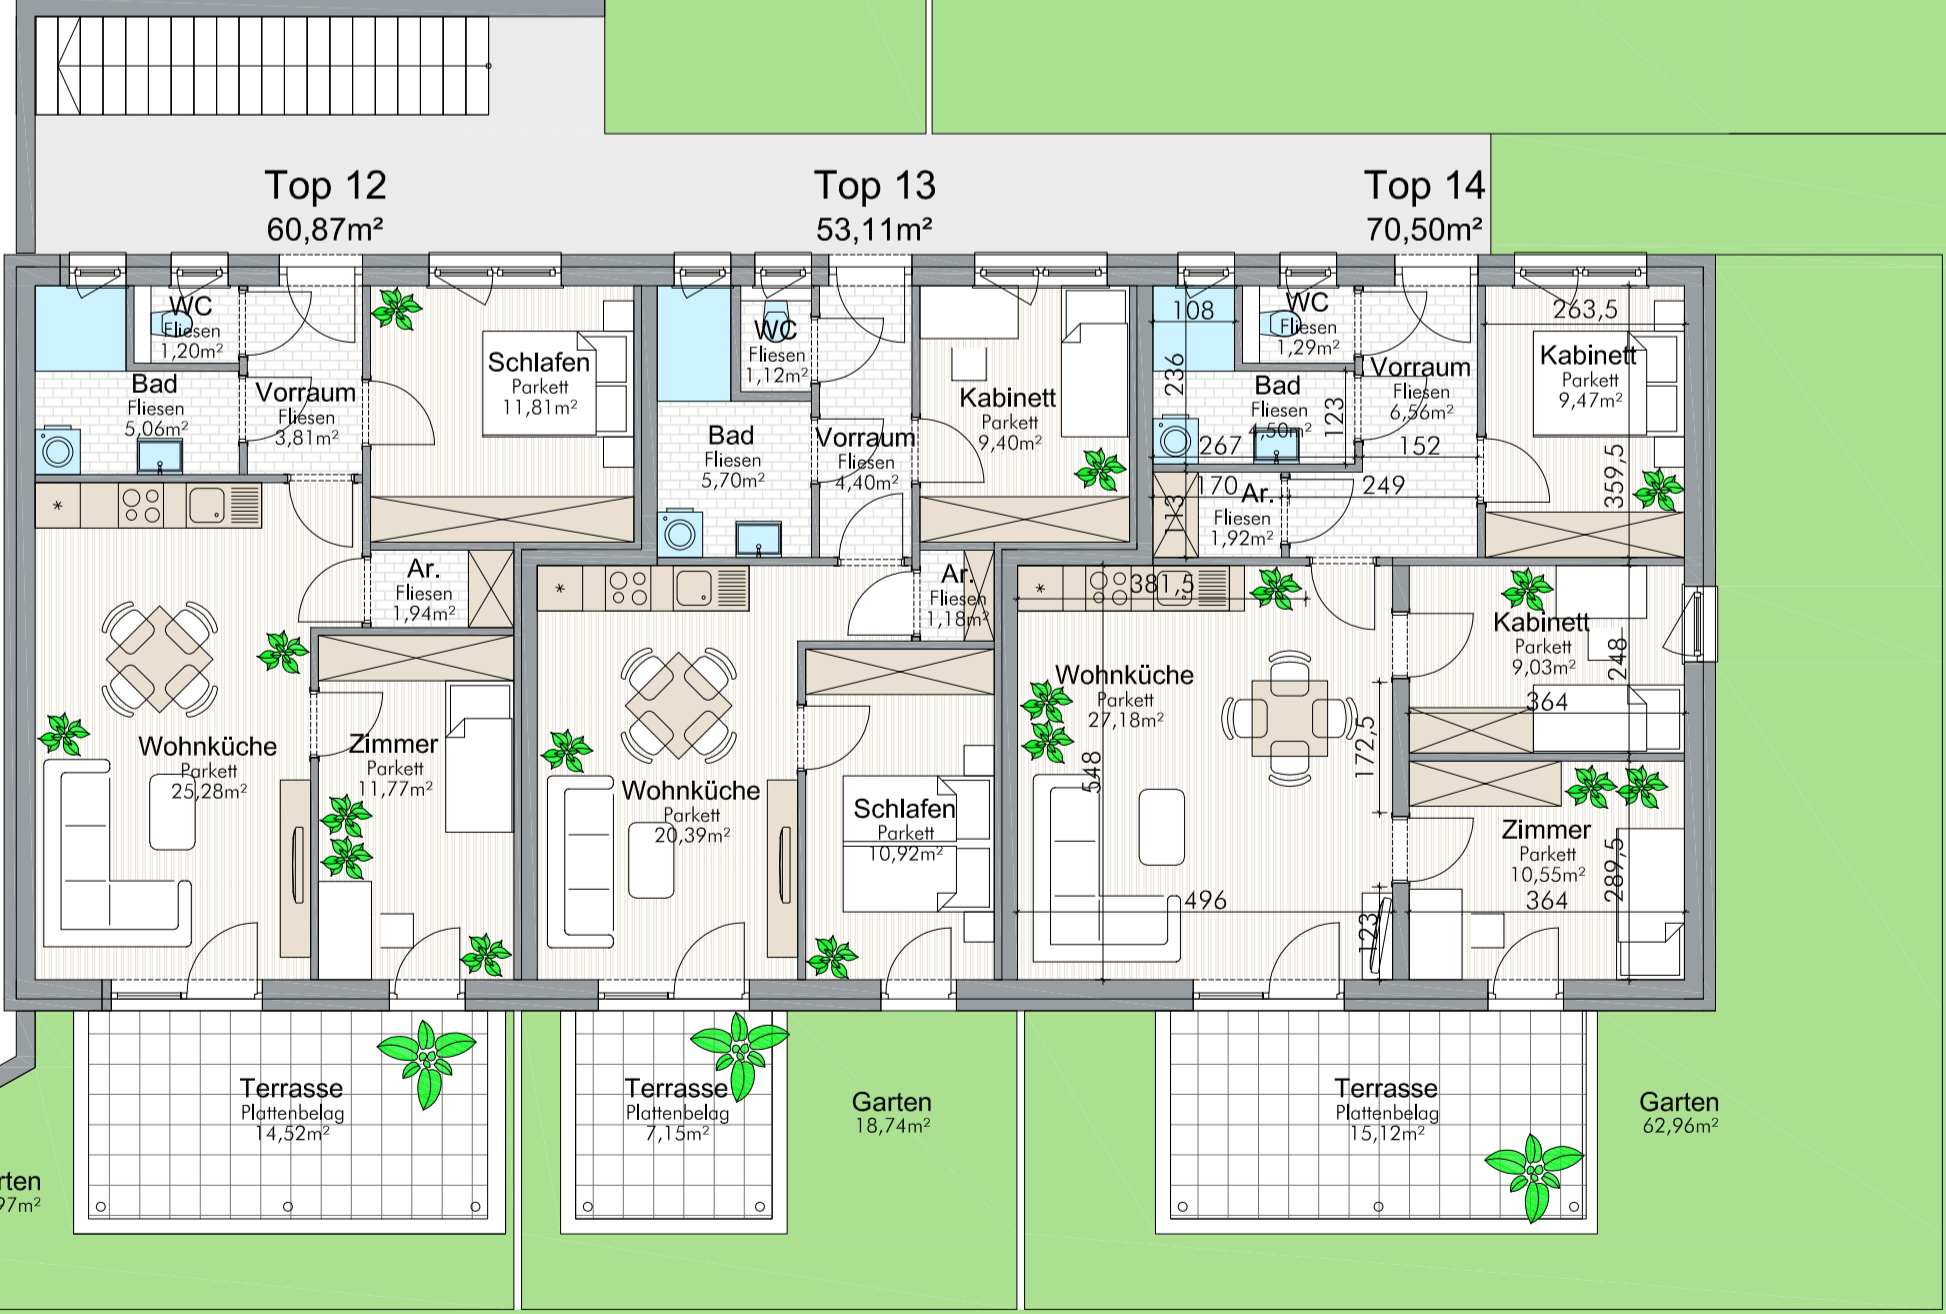 Top 12
60,87m²
Top 13
53,11m²
Top 14
70,50m²
WC
Fliesen
1,20m²
Bad
Fliesen
5,06m²
Vorraum
Fliesen
3,81m²
Schlafen
Parkett
11,81m²
*
Ar.
Fliesen
1,94m²
Wohnküche
Parkett
25,28m²
Zimmer
Parkett
11,77m²
WC
Fliesen
1,12m²
Bad
Fliesen
5,70m²
Vorraum
Fliesen
4,40m²
Kabinett
Parkett
9,40m²
*
Ar.
Fliesen
1,18m²
Wohnküche
Parkett
20,39m²
Schlafen
Parkett
10,92m²
108
236
WC
Fliesen
1,29m²
Bad
Fliesen
4,50m²
123
267
Vorraum
Fliesen
6,56m²
152
263,5
Kabinett
Parkett
9,47m²
359,5
170
113
Ar.
Fliesen
1,92m²
249
*
381,5
Wohnküche
Parkett
27,18m²
548
496
172,5
123
Kabinett
Parkett
9,03m²
248
364
Zimmer
Parkett
10,55m²
289,5
364
Terrasse
Plattenbelag
14,52m²
Terrasse
Plattenbelag
7,15m²
Garten
18,74m²
Terrasse
Plattenbelag
15,12m²
Garten
62,96m²
rten
97m²